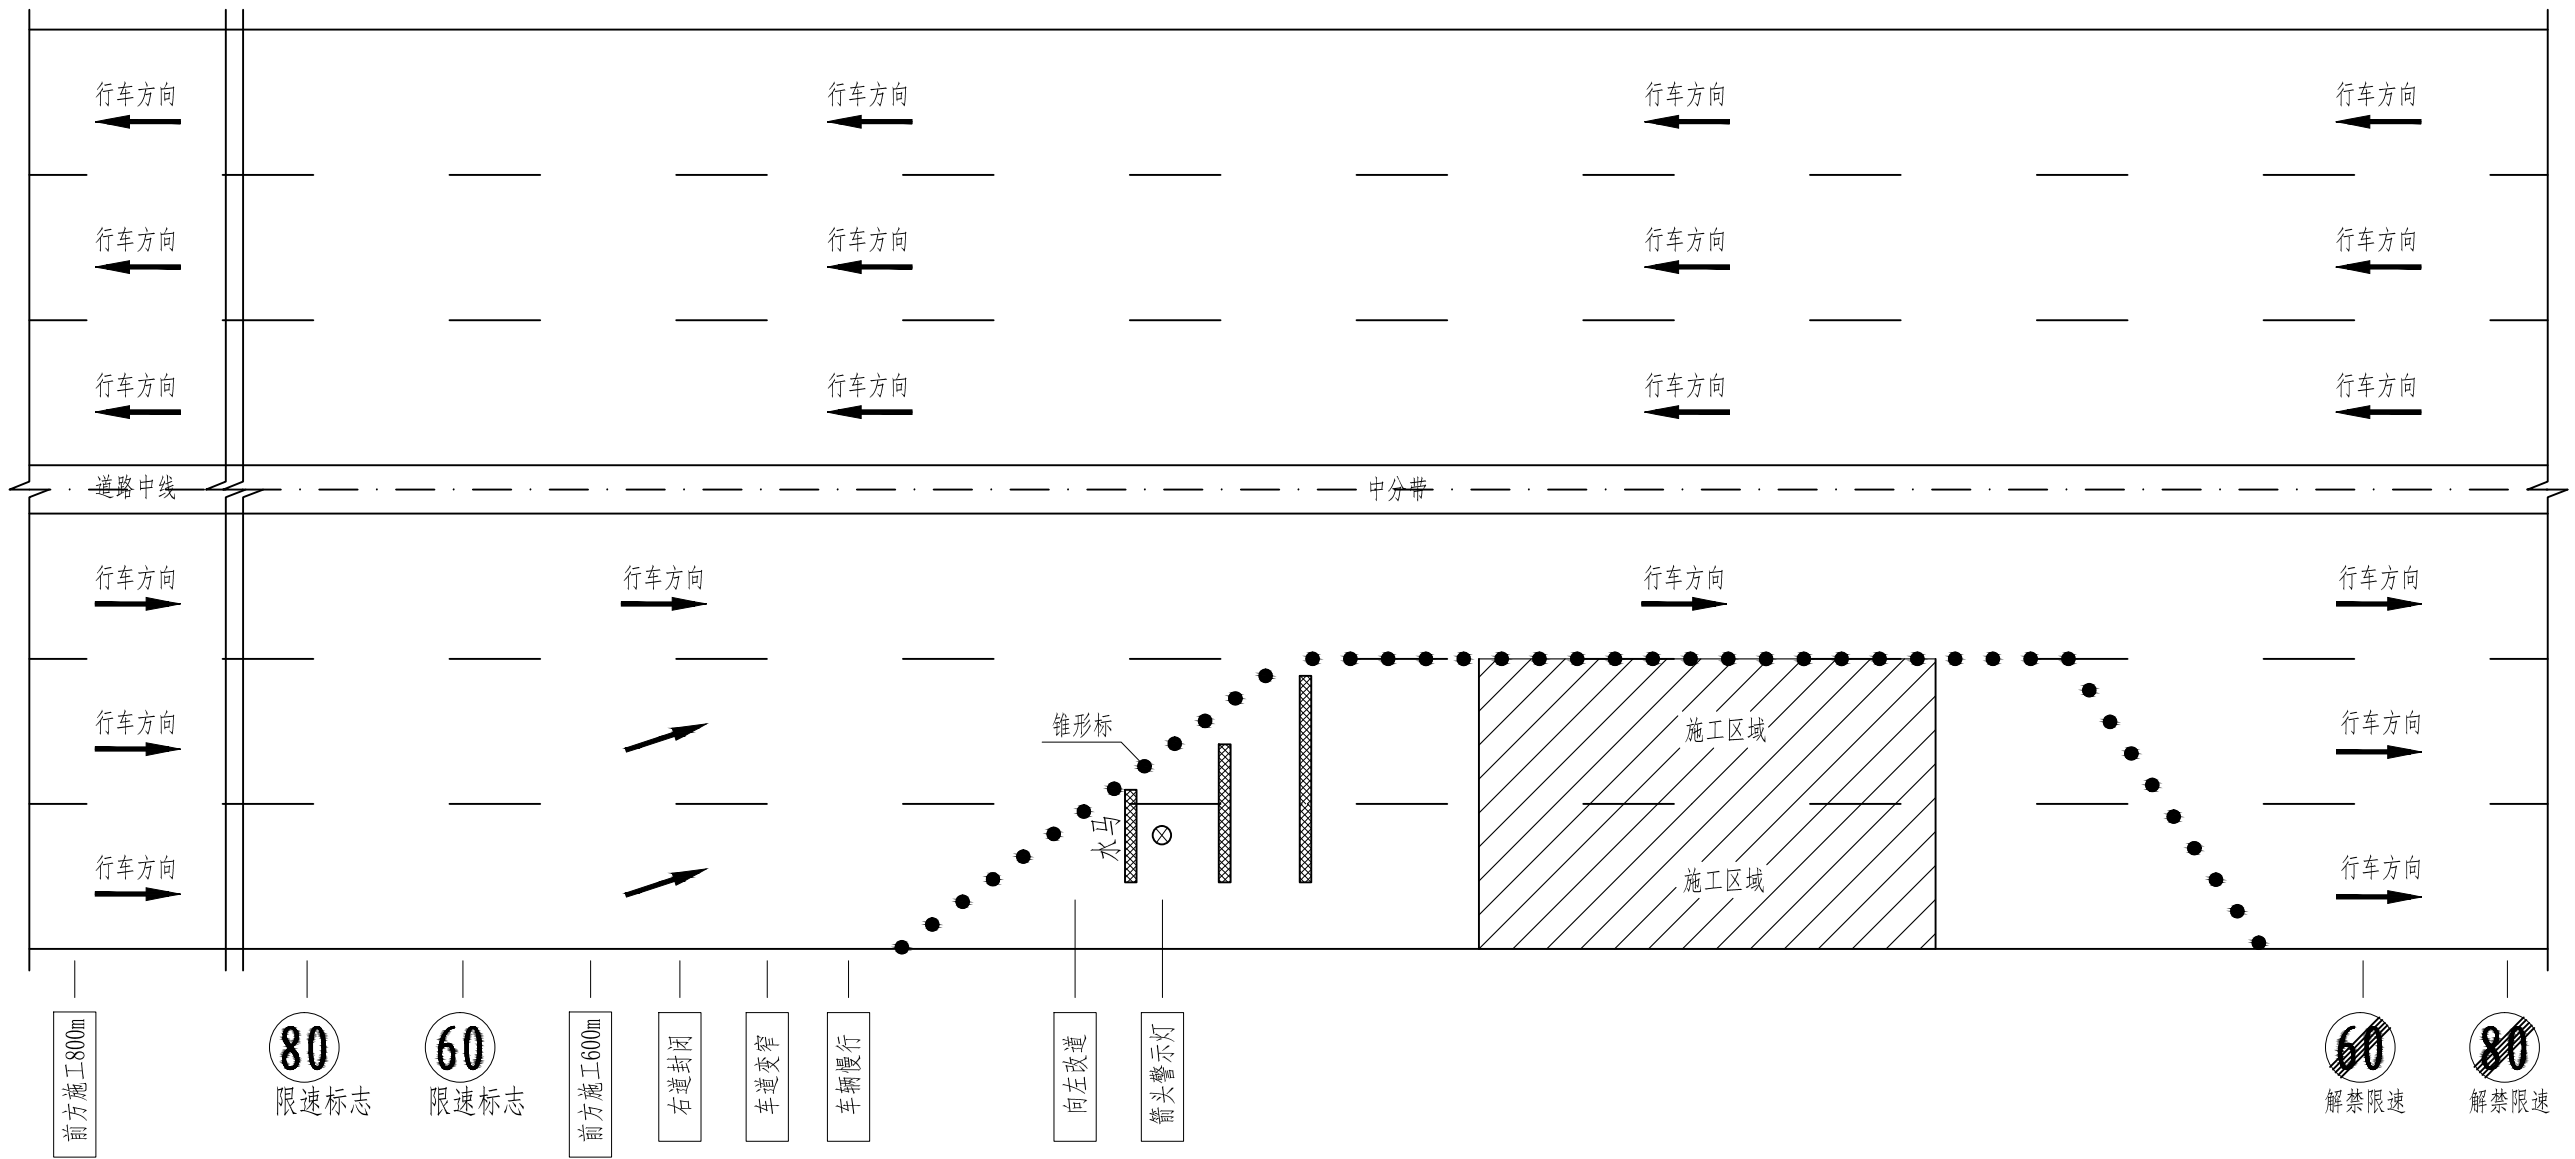 行车方向 行车方向 行车方向 行车方向
行车方向 行车方向 行车方向 行车方向
行车方向 行车方向 行车方向 行车方向
道路中线 中分带
行车方向 行车方向 行车方向 行车方向
行车方向 锥形标 施工区域 行车方向
水马
行车方向 施工区域 行车方向
前方施工800m
80
限速标志
60
限速标志
前方施工600m
右道封闭
车道变窄
车辆慢行
向左改道
箭头警示灯
60
解禁限速
80
解禁限速